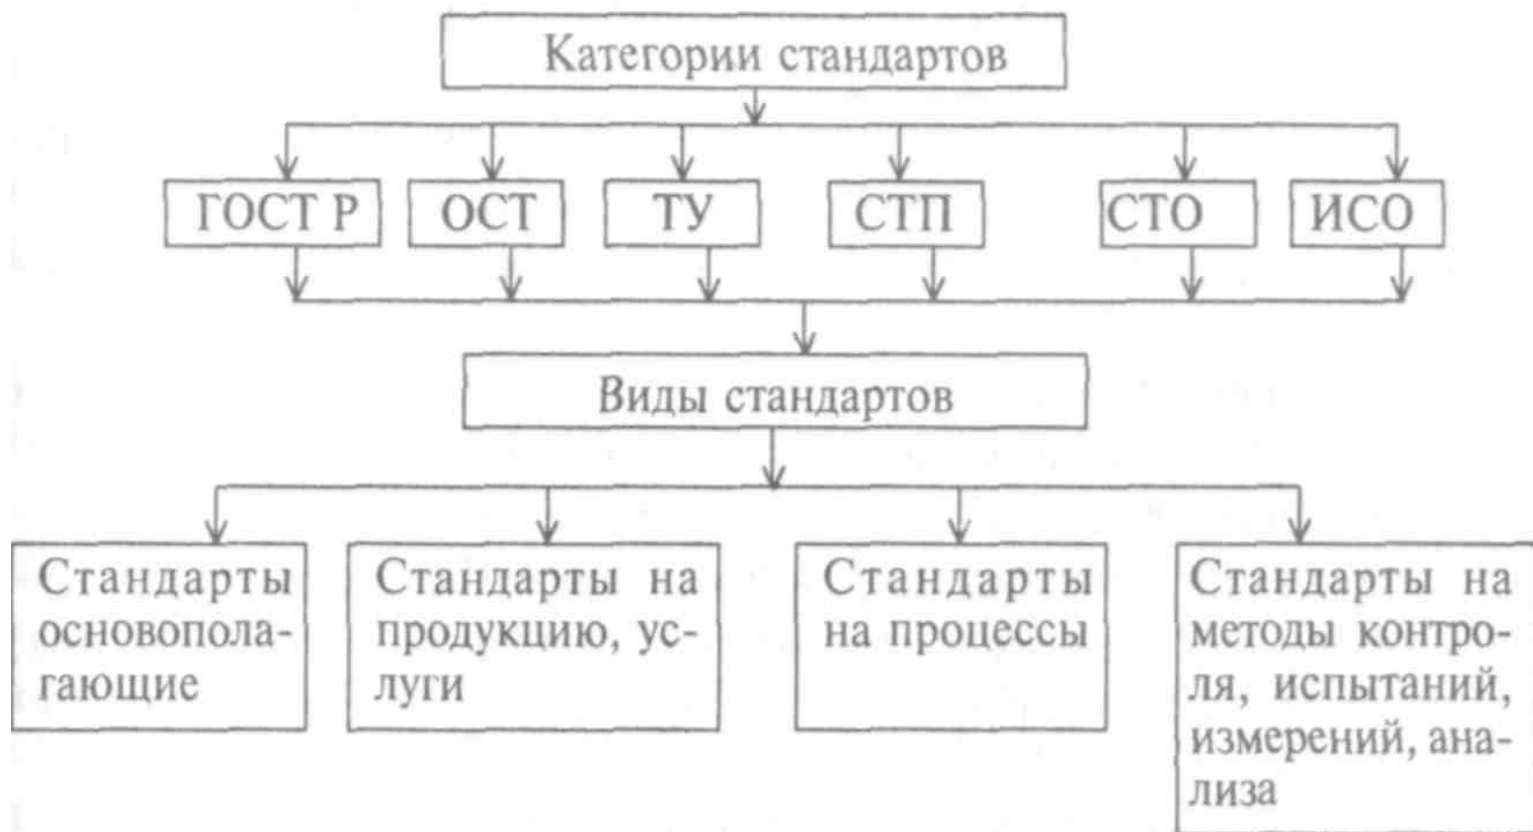 Категории стандартов
ГОСТ Р
ОСТ
ТУ
СТП
СТО
ИСО
Виды стандартов
Стандарты
основопола-
гающие
Стандарты на
продукцию, ус-
луги
Стандарты
на процессы
Стандарты на
методы контро-
ля, испытаний,
измерений, ана-
лиза